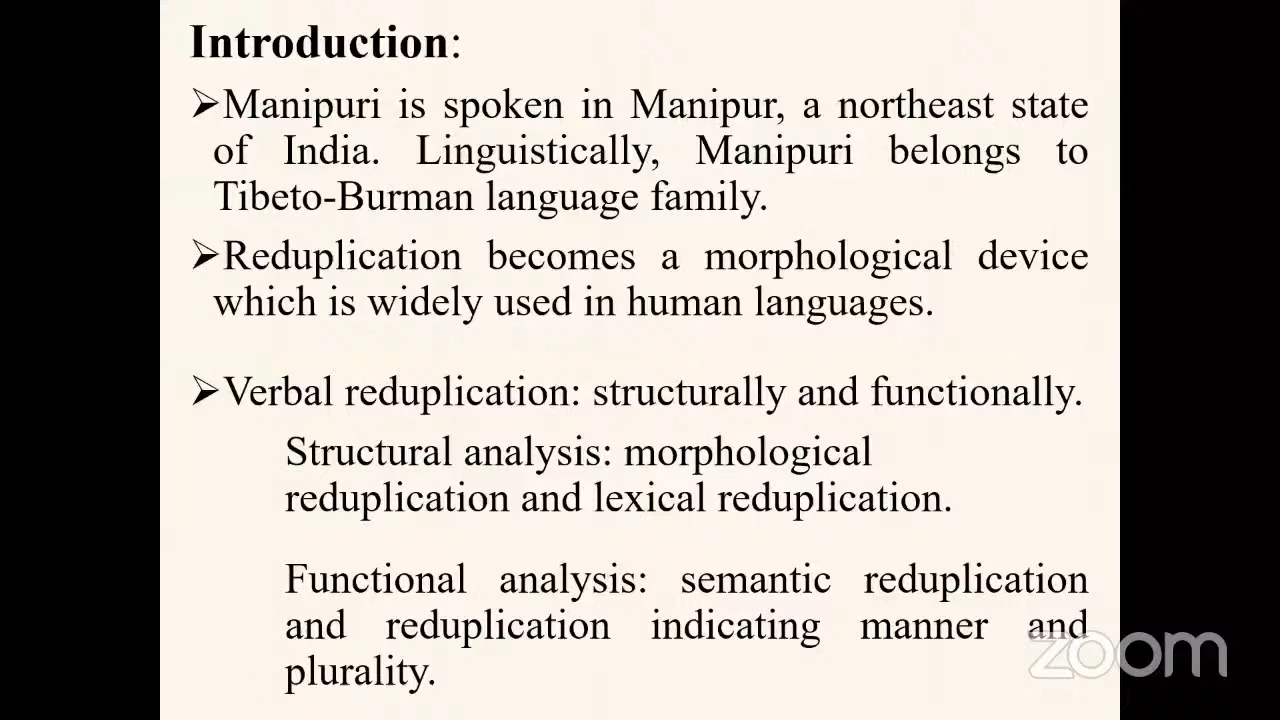 Introduction:
➢Manipuri is spoken in Manipur, a northeast state
of India. Linguistically, Manipuri belongs to
Tibeto-Burman language family.
➢Reduplication becomes a morphological device
which is widely used in human languages.
➢Verbal reduplication: structurally and functionally.
Structural analysis: morphological
reduplication and lexical reduplication.
Functional analysis: semantic reduplication
and reduplication indicating manner and
plurality.
zoom